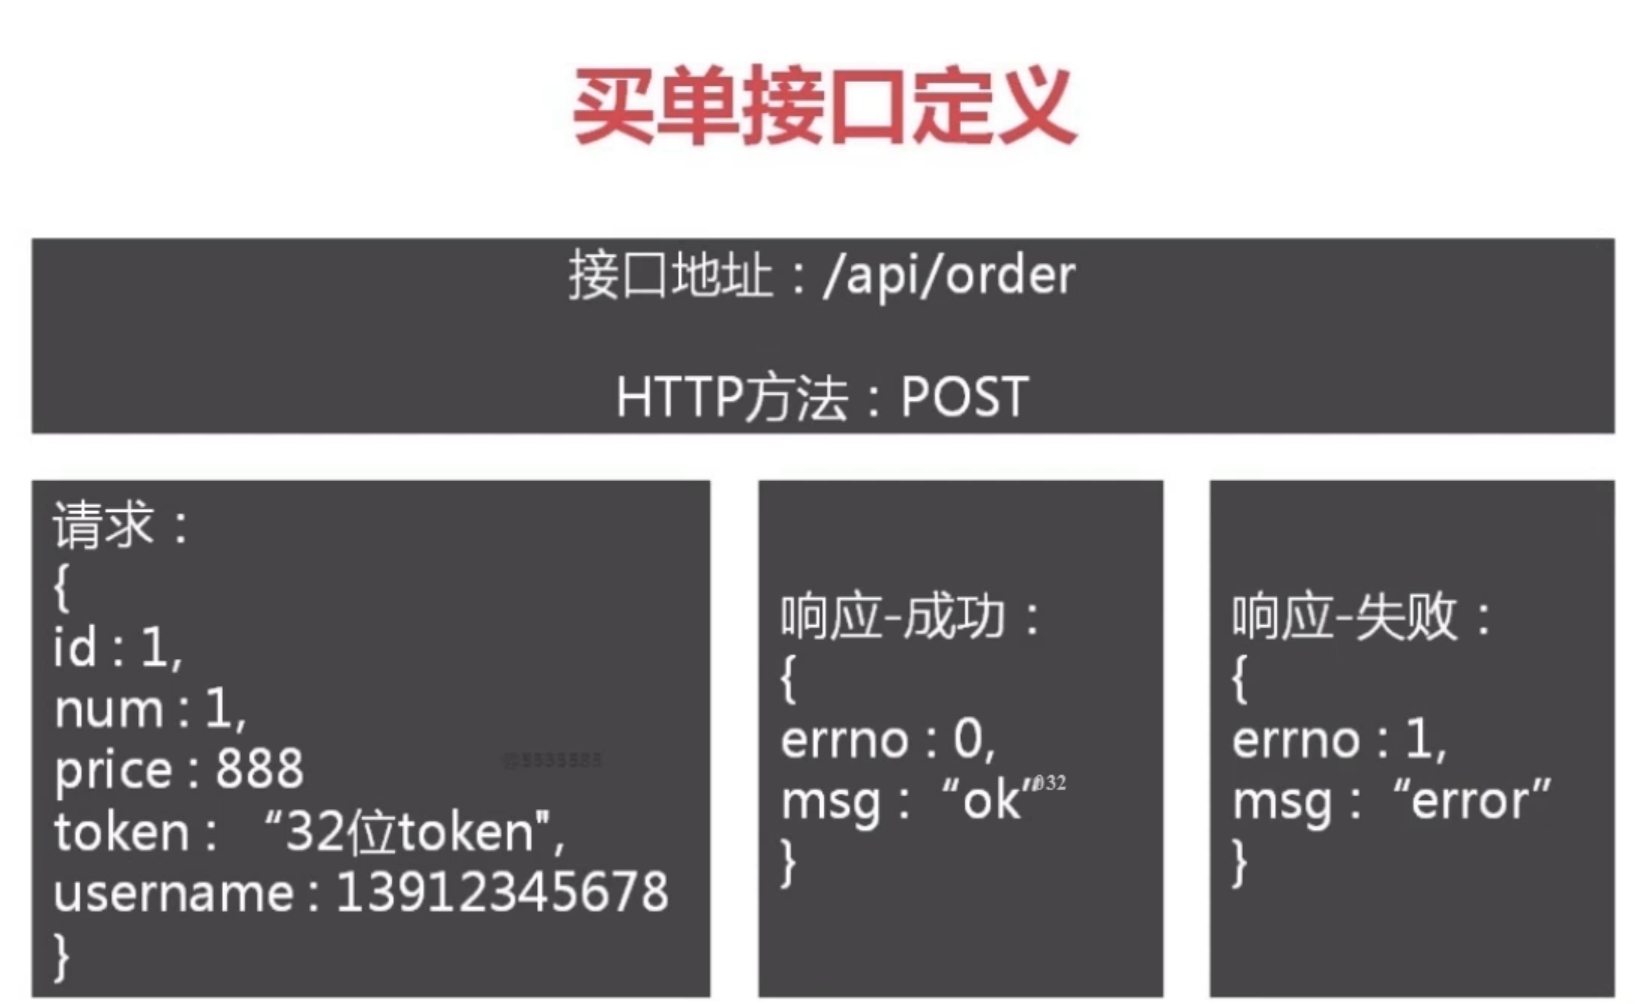 买单接口定义
接口地址：/api/order
HTTP方法：POST
请求：
{
id : 1,
num : 1,
price : 888
token : “32位token",
username : 13912345678
}
响应-成功：
{
errno : 0,
msg : “ok”
}
响应-失败：
{
errno : 1,
msg : “error”
}